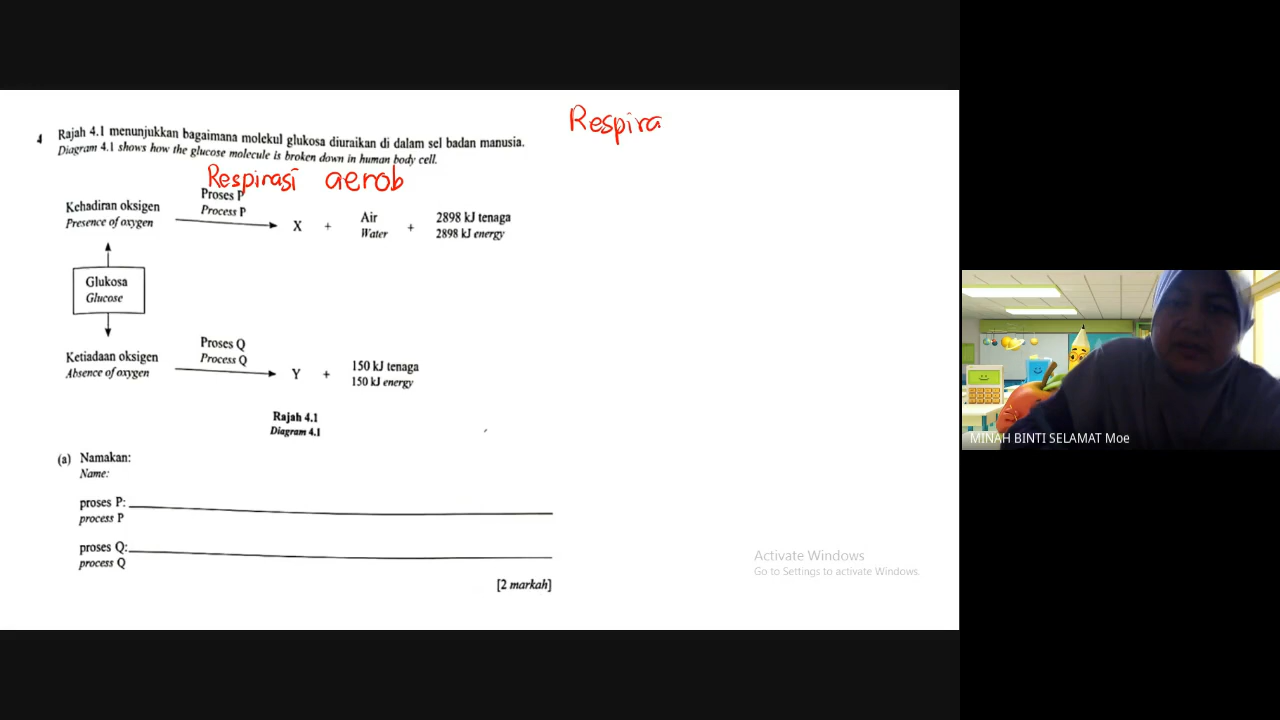 Respira
4 Rajah 4.1 menunjukkan bagaimana molekul glukosa diuraikan di dalam sel badan manusia.
Diagram 4.1 shows how the glucose molecule is broken down in human body cell.
Respirasi aerob
Proses P
Process P
Kehadiran oksigen
Presence of oxygen
X + Air + 2898 kJ tenaga
Water 2898 kJ energy
Glukosa
Glucose
Proses Q
Process Q
Ketiadaan oksigen
Absence of oxygen
Y + 150 kJ tenaga
150 kJ energy
Rajah 4.1
Diagram 4.1
(a) Namakan:
Name:
proses P:
process P
proses Q:
process Q
[2 markah]
MINAH BINTI SELAMAT Moe
Activate Windows
Go to Settings to activate Windows.